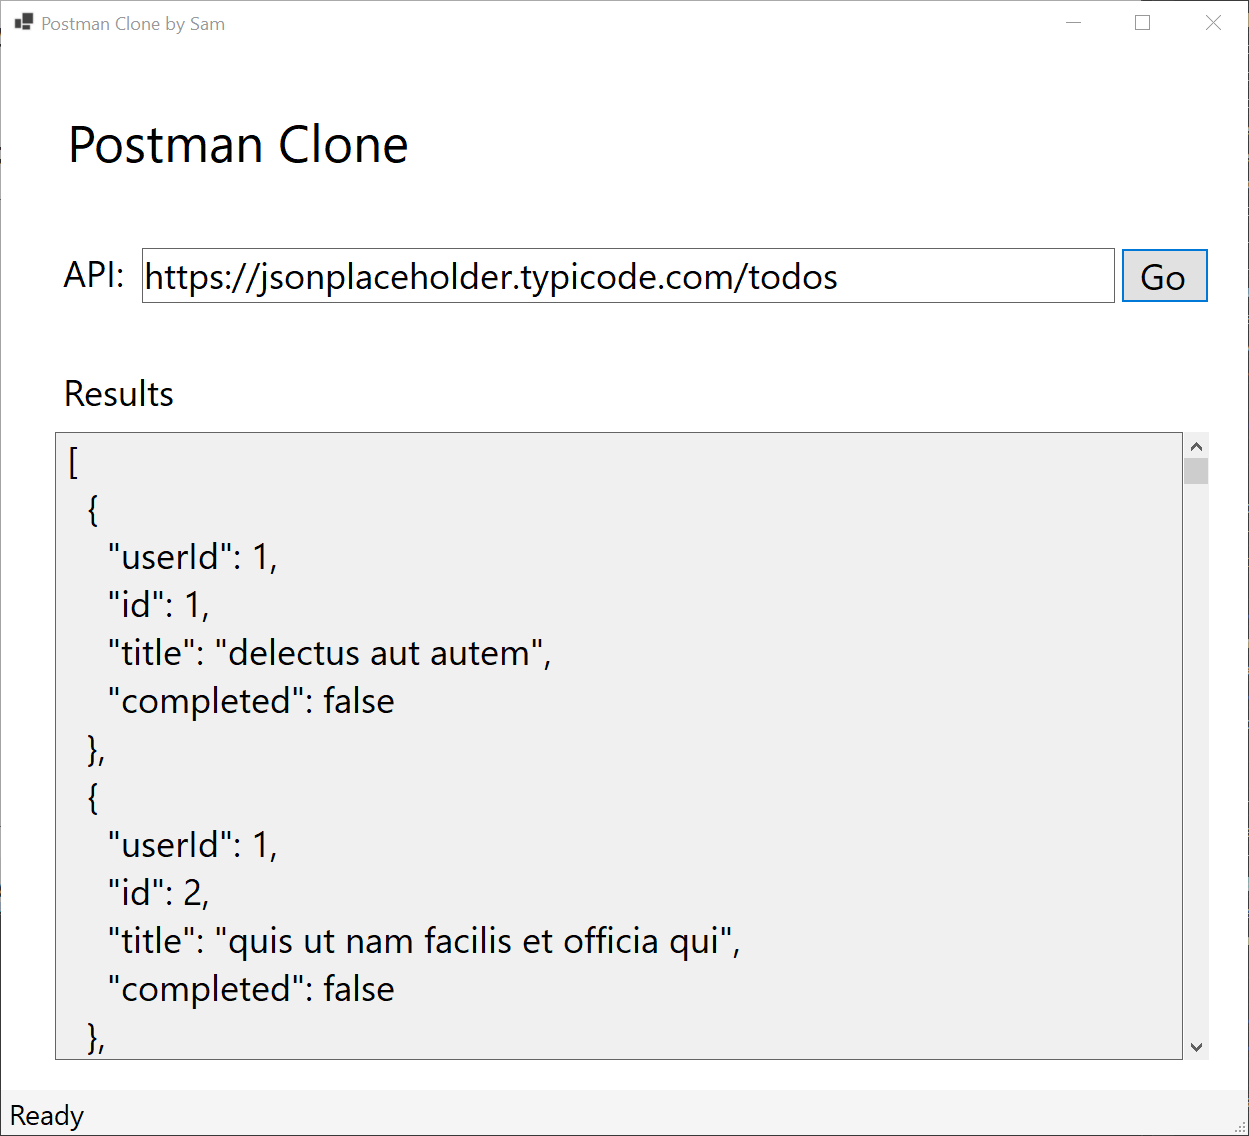 Postman Clone by Sam
Postman Clone
API: https://jsonplaceholder.typicode.com/todos Go
Results
[
  {
    "userId": 1,
    "id": 1,
    "title": "delectus aut autem",
    "completed": false
  },
  {
    "userId": 1,
    "id": 2,
    "title": "quis ut nam facilis et officia qui",
    "completed": false
  },
Ready